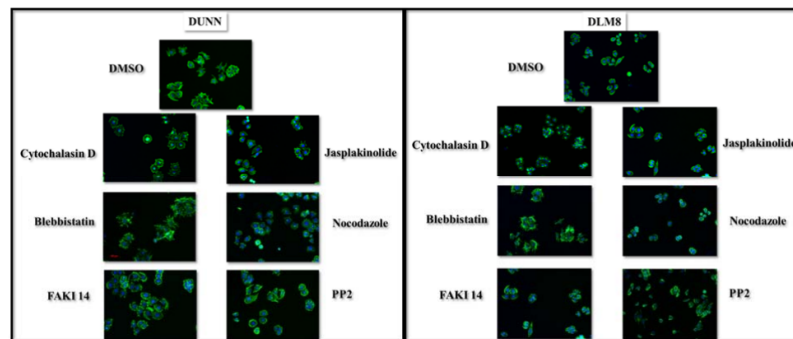 DUNN
DMSO
Cytochalasin D
Jasplakinolide
Blebbistatin
Nocodazole
FAKI 14
PP2
DLM8
DMSO
Cytochalasin D
Jasplakinolide
Blebbistatin
Nocodazole
FAKI 14
PP2